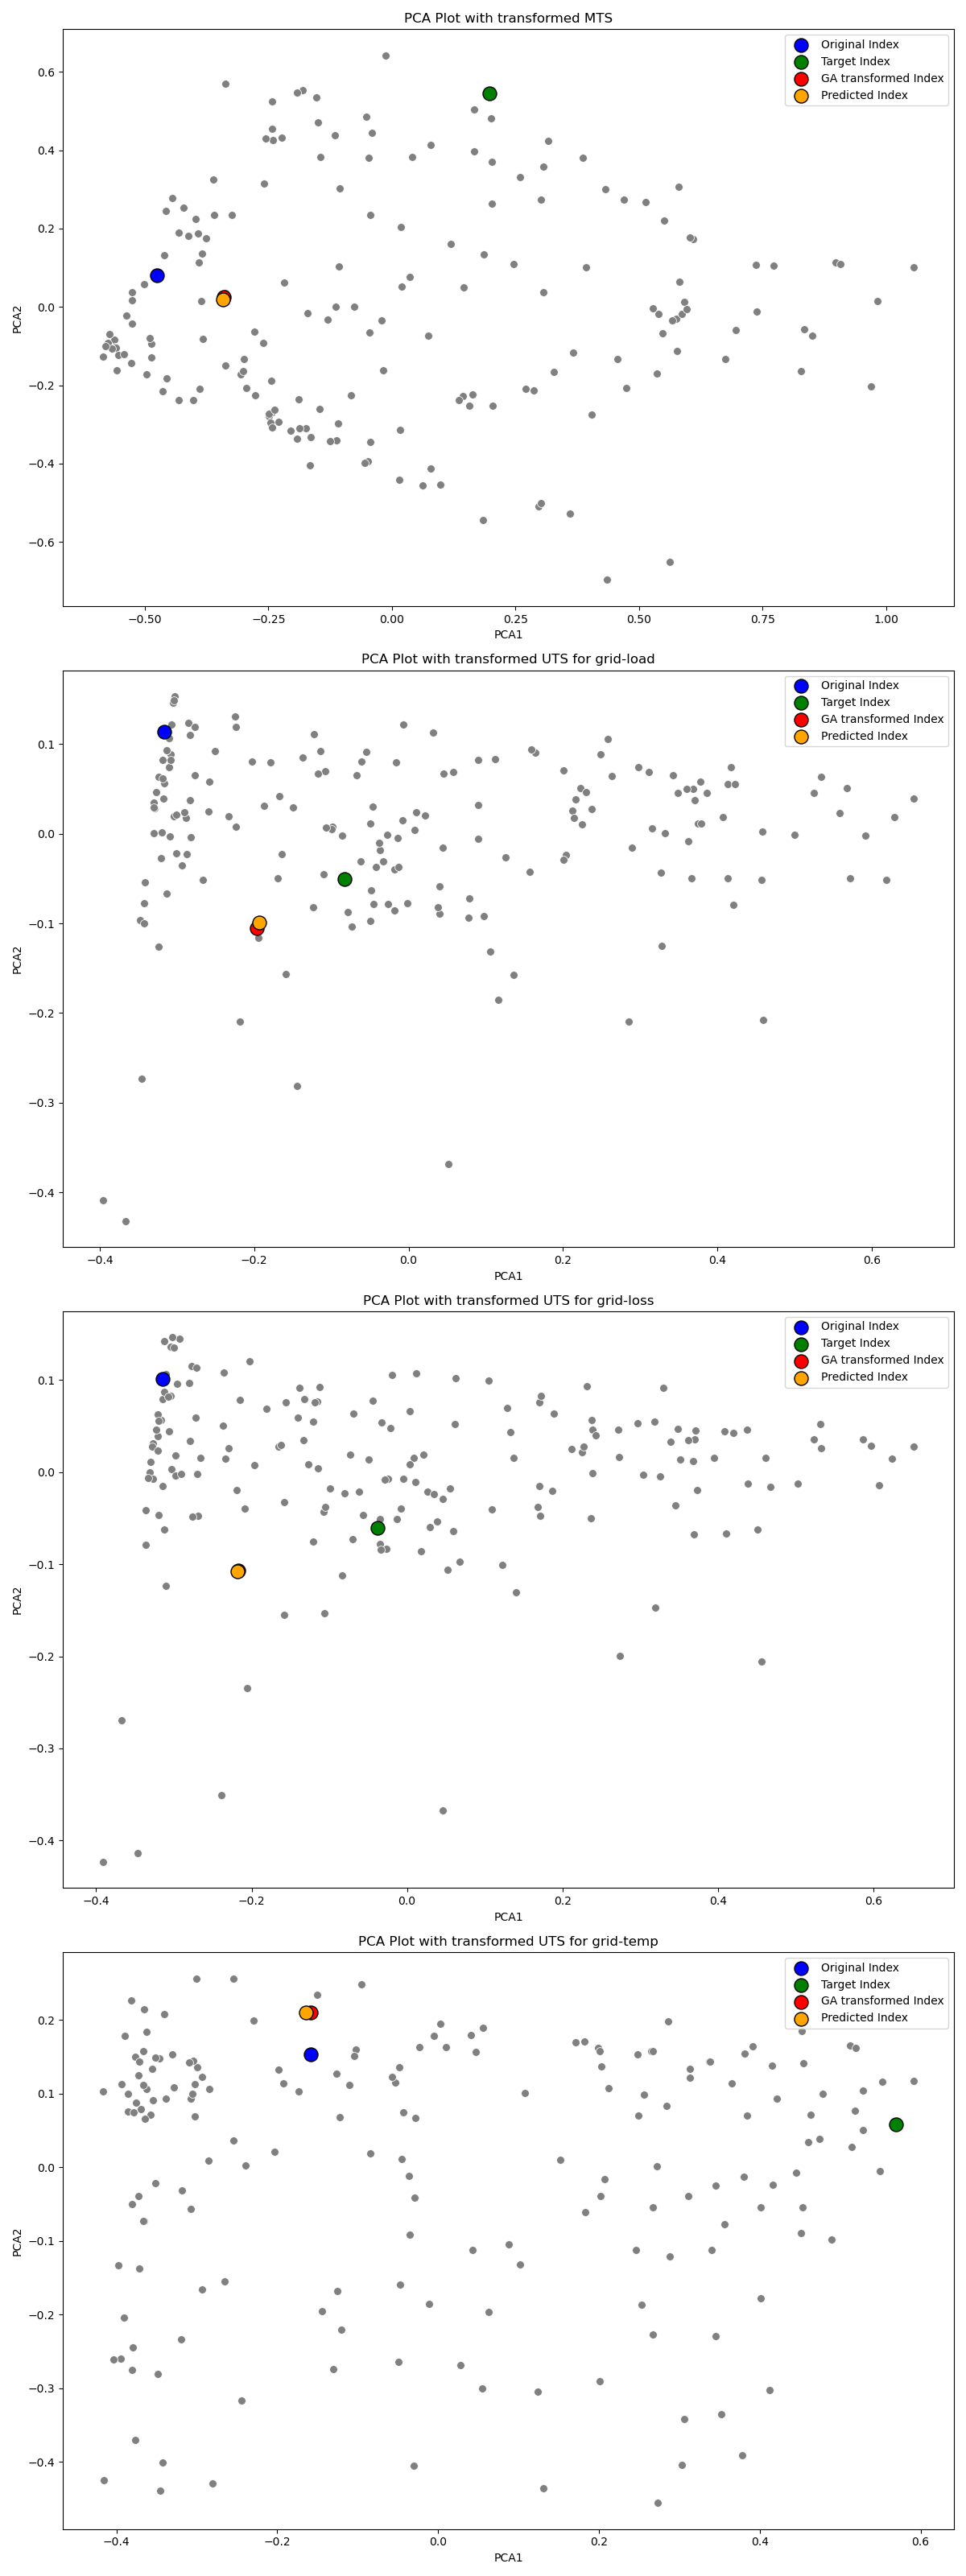 PCA Plot with transformed MTS
Original Index
Target Index
GA transformed Index
Predicted Index
0.6
0.4
0.2
0.0
−0.2
−0.4
−0.6
PCA2
−0.50
−0.25
0.00
0.25
0.50
0.75
1.00
PCA1
PCA Plot with transformed UTS for grid-load
Original Index
Target Index
GA transformed Index
Predicted Index
0.1
0.0
−0.1
−0.2
−0.3
−0.4
PCA2
−0.4
−0.2
0.0
0.2
0.4
0.6
PCA1
PCA Plot with transformed UTS for grid-loss
Original Index
Target Index
GA transformed Index
Predicted Index
0.1
0.0
−0.1
−0.2
−0.3
−0.4
PCA2
−0.4
−0.2
0.0
0.2
0.4
0.6
PCA1
PCA Plot with transformed UTS for grid-temp
Original Index
Target Index
GA transformed Index
Predicted Index
0.2
0.1
0.0
−0.1
−0.2
−0.3
−0.4
PCA2
−0.4
−0.2
0.0
0.2
0.4
0.6
PCA1